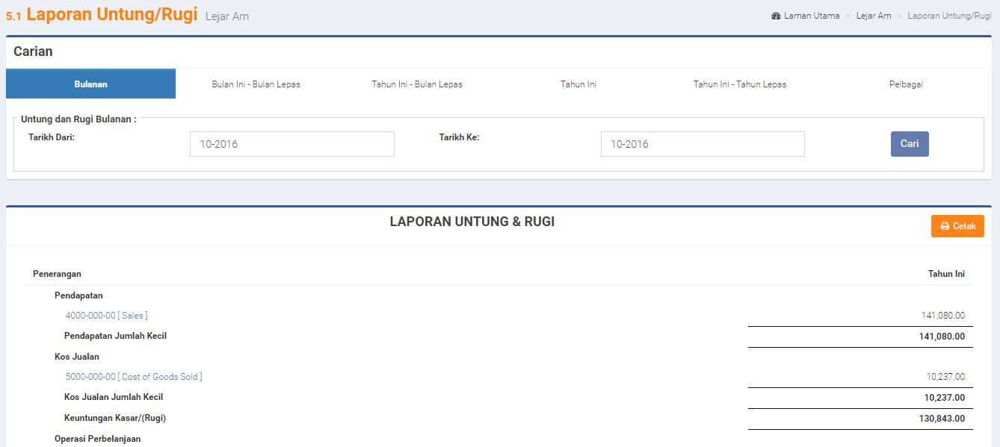 5.1 Laporan Untung/Rugi Lejar Am
Laman Utama > Lejar Am > Laporan Untung/Rugi
Carian
Bulanan Bulan Ini - Bulan Lepas Tahun Ini - Bulan Lepas Tahun Ini Tahun Ini - Tahun Lepas Pelbagai
Untung dan Rugi Bulanan :
Tarikh Dari: 10-2016 Tarikh Ke: 10-2016 Cari
LAPORAN UNTUNG & RUGI
Cetak
Penerangan Tahun Ini
Pendapatan
4000-000-00 [ Sales ] 141,080.00
Pendapatan Jumlah Kecil 141,080.00
Kos Jualan
5000-000-00 [ Cost of Goods Sold ] 10,237.00
Kos Jualan Jumlah Kecil 10,237.00
Keuntungan Kasar/(Rugi) 130,843.00
Operasi Perbelanjaan